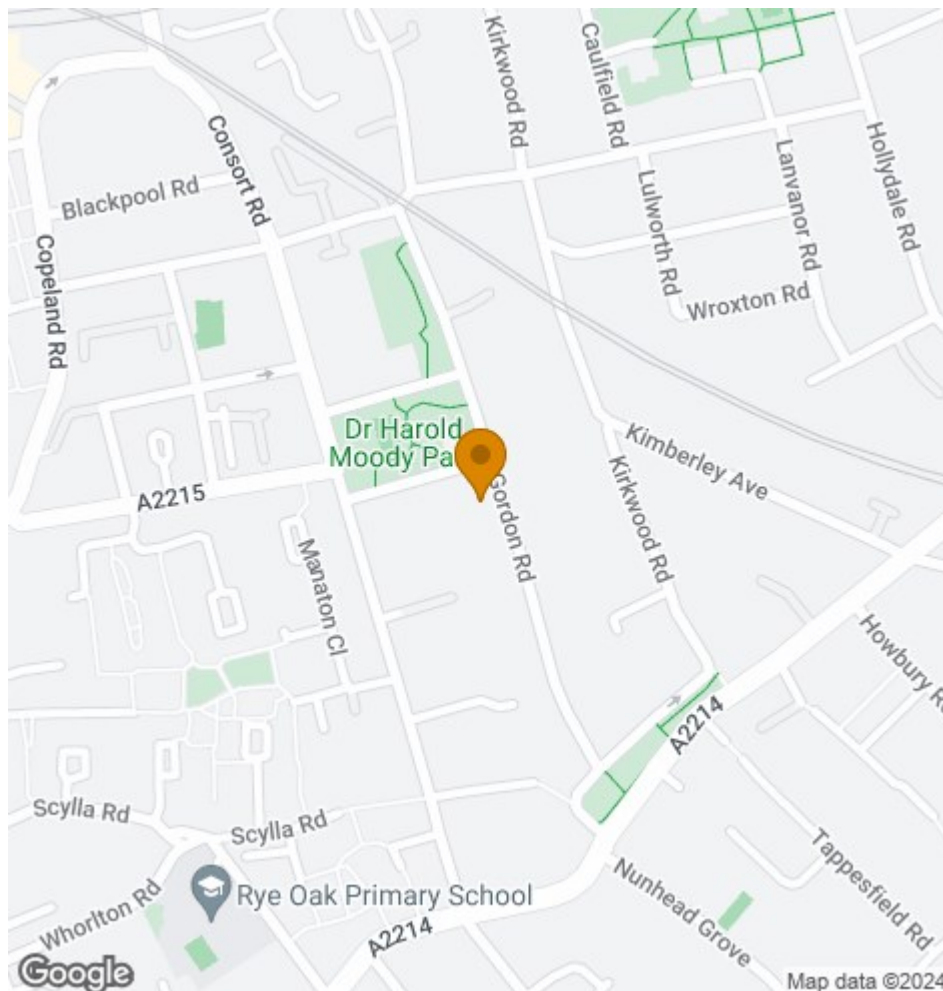 Kirkwood Rd
Caulfield Rd
Consort Rd
Hollydale Rd
Lanvanor Rd
Blackpool Rd
Lulworth Rd
Copeland Rd
Wroxton Rd
Dr Harold
Moody Pa
Kimberley Ave
A2215
Gordon Rd
Kirkwood Rd
Manaton Cl
Howbury R
A2214
Scylla Rd
Scylla Rd
Tappesfield Rd
Rye Oak Primary School
Nunhead Grove
Whorlton Rd
A2214
Google
Map data ©2024